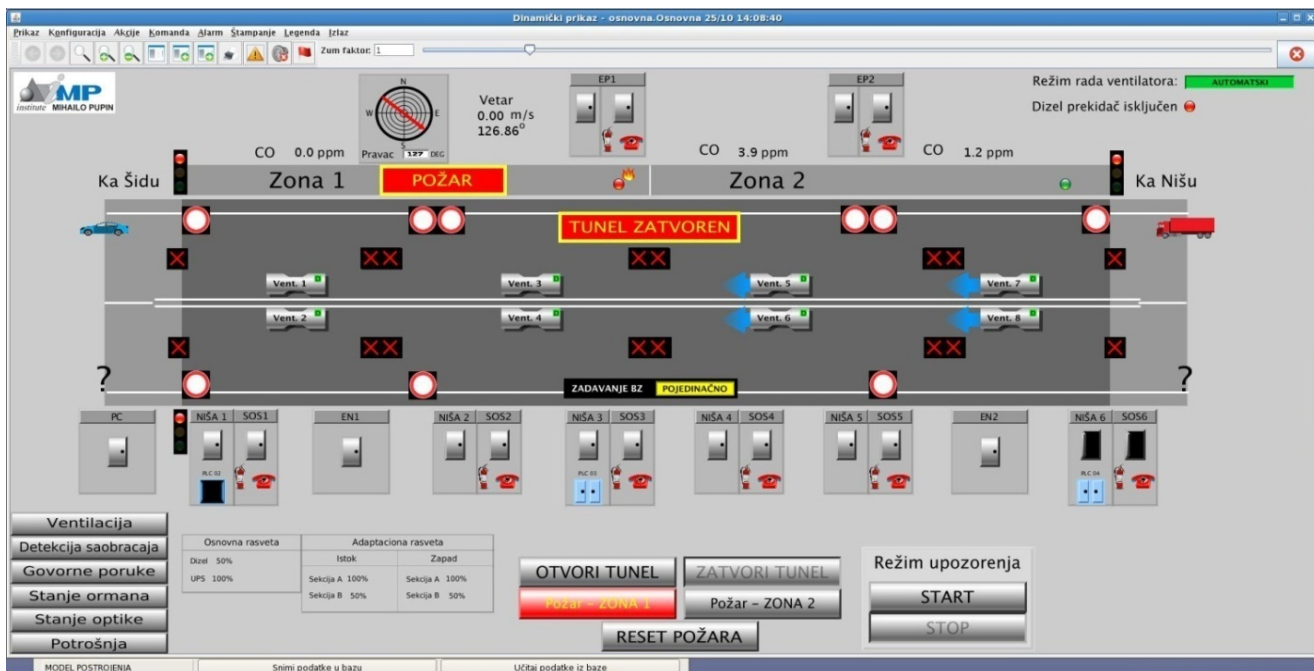 Dinamički prikaz - osnovna.Osnovna 25/10 14:08:40
Prikaz Konfiguracija Akcije Komanda Alarm Štampanje Legenda Izlaz
Zum faktor: 1
iMP
institute MIHAILO PUPIN
N
W E
S
Pravac 127 DEG
Vetar
0.00 m/s
126.86°
EP1
EP2
Režim rada ventilatora: AUTOMATSKI
Dizel prekidač isključen
CO 0.0 ppm
CO 3.9 ppm
CO 1.2 ppm
Ka Šidu
Zona 1
POŽAR
Zona 2
Ka Nišu
TUNEL ZATVOREN
Vent. 1 Vent. 3 Vent. 5 Vent. 7
Vent. 2 Vent. 4 Vent. 6 Vent. 8
? ZADAVANJE BZ POJEDINAČNO ?
PC NIŠA 1 SOS1 EN1 NIŠA 2 SOS2 NIŠA 3 SOS3 NIŠA 4 SOS4 NIŠA 5 SOS5 EN2 NIŠA 6 SOS6
PLC 02 PLC 03 PLC 04
Ventilacija
Detekcija saobracaja
Govorne poruke
Stanje ormana
Stanje optike
Potrošnja
Osnovna rasveta
Dizel 50%
UPS 100%
Adaptaciona rasveta
Istok Zapad
Sekcija A 100% Sekcija A 100%
Sekcija B 50% Sekcija B 50%
OTVORI TUNEL ZATVORI TUNEL
Požar - ZONA 1 Požar - ZONA 2
RESET POŽARA
Režim upozorenja
START
STOP
MODEL POSTROJENJA Snimi podatke u bazu Učitaj podatke iz baze